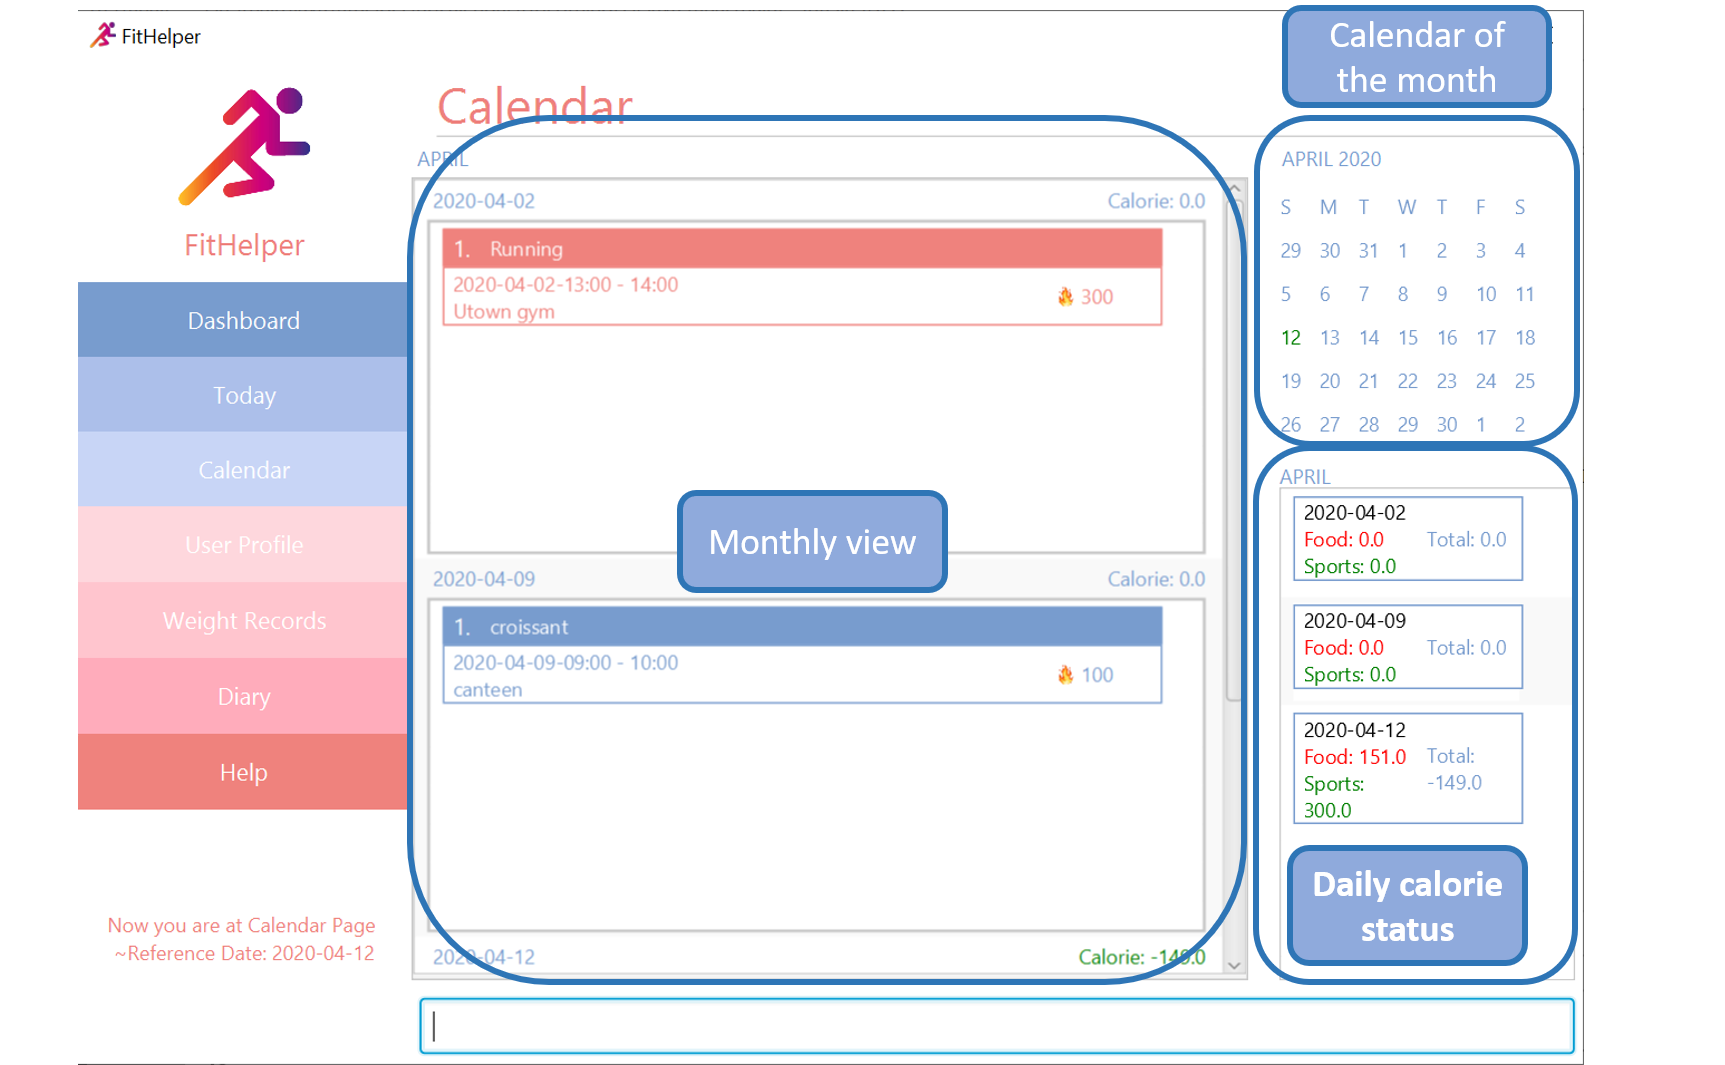 FitHelper
FitHelper
Dashboard
Today
Calendar
User Profile
Weight Records
Diary
Help
Now you are at Calendar Page
~Reference Date: 2020-04-12
Calendar
APRIL
2020-04-02 Calorie: 0.0
1. Running
2020-04-02-13:00 - 14:00
Utown gym
300
Monthly view
2020-04-09 Calorie: 0.0
1. croissant
2020-04-09-09:00 - 10:00
canteen
100
2020-04-12 Calorie: -149.0
Calendar of
the month
APRIL 2020
S M T W T F S
29 30 31 1 2 3 4
5 6 7 8 9 10 11
12 13 14 15 16 17 18
19 20 21 22 23 24 25
26 27 28 29 30 1 2
APRIL
2020-04-02
Food: 0.0 Total: 0.0
Sports: 0.0
2020-04-09
Food: 0.0 Total: 0.0
Sports: 0.0
2020-04-12
Food: 151.0 Total:
Sports: -149.0
300.0
Daily calorie
status